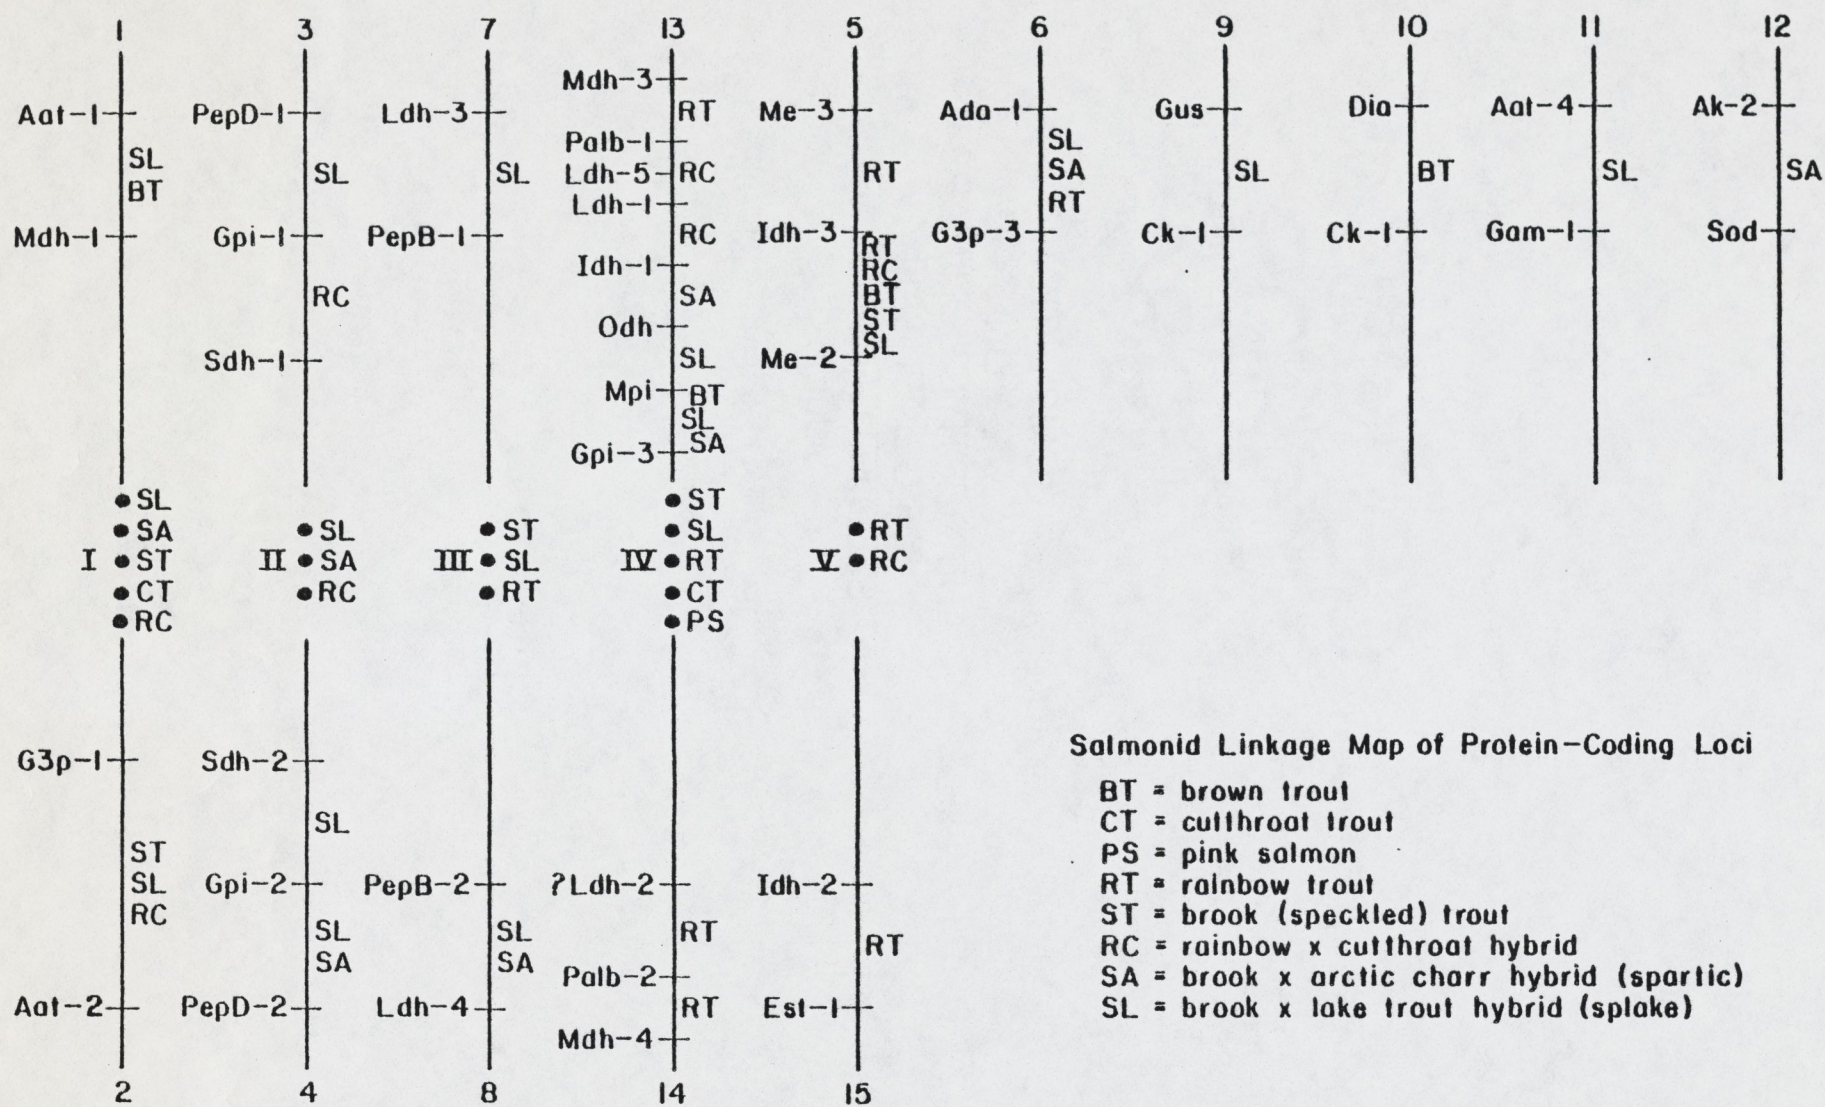 1 3 7 13 5 6 9 10 11 12
Mdh-3
Aat-1 PepD-1 Ldh-3 RT Me-3 Ada-1 Gus Dia Aat-4 Ak-2
Palb-1 SL
SL
SL SL Ldh-5 RC RT SA SL BT SL SA
BT
Ldh-1 RT
Mdh-1 Gpi-1 PepB-1 RC Idh-3 G3p-3 Ck-1 Ck-1 Gam-1 Sod
RT
Idh-1 RC
RC SA BT
Odh ST
SL
Sdh-1 SL Me-2
Mpi BT
SL
SA
Gpi-3
SL ST
SA SL ST SL RT
I ST II SA III SL IV RT V RC
CT RC RT CT
RC PS
G3p-1 Sdh-2
SL
ST
SL Gpi-2 PepB-2 ?Ldh-2 Idh-2
RC
SL SL RT RT
SA SA
Palb-2
Aat-2 PepD-2 Ldh-4 RT Est-1
Mdh-4
2 4 8 14 15
Salmonid Linkage Map of Protein-Coding Loci
BT = brown trout
CT = cutthroat trout
PS = pink salmon
RT = rainbow trout
ST = brook (speckled) trout
RC = rainbow x cutthroat hybrid
SA = brook x arctic charr hybrid (spartic)
SL = brook x lake trout hybrid (splake)